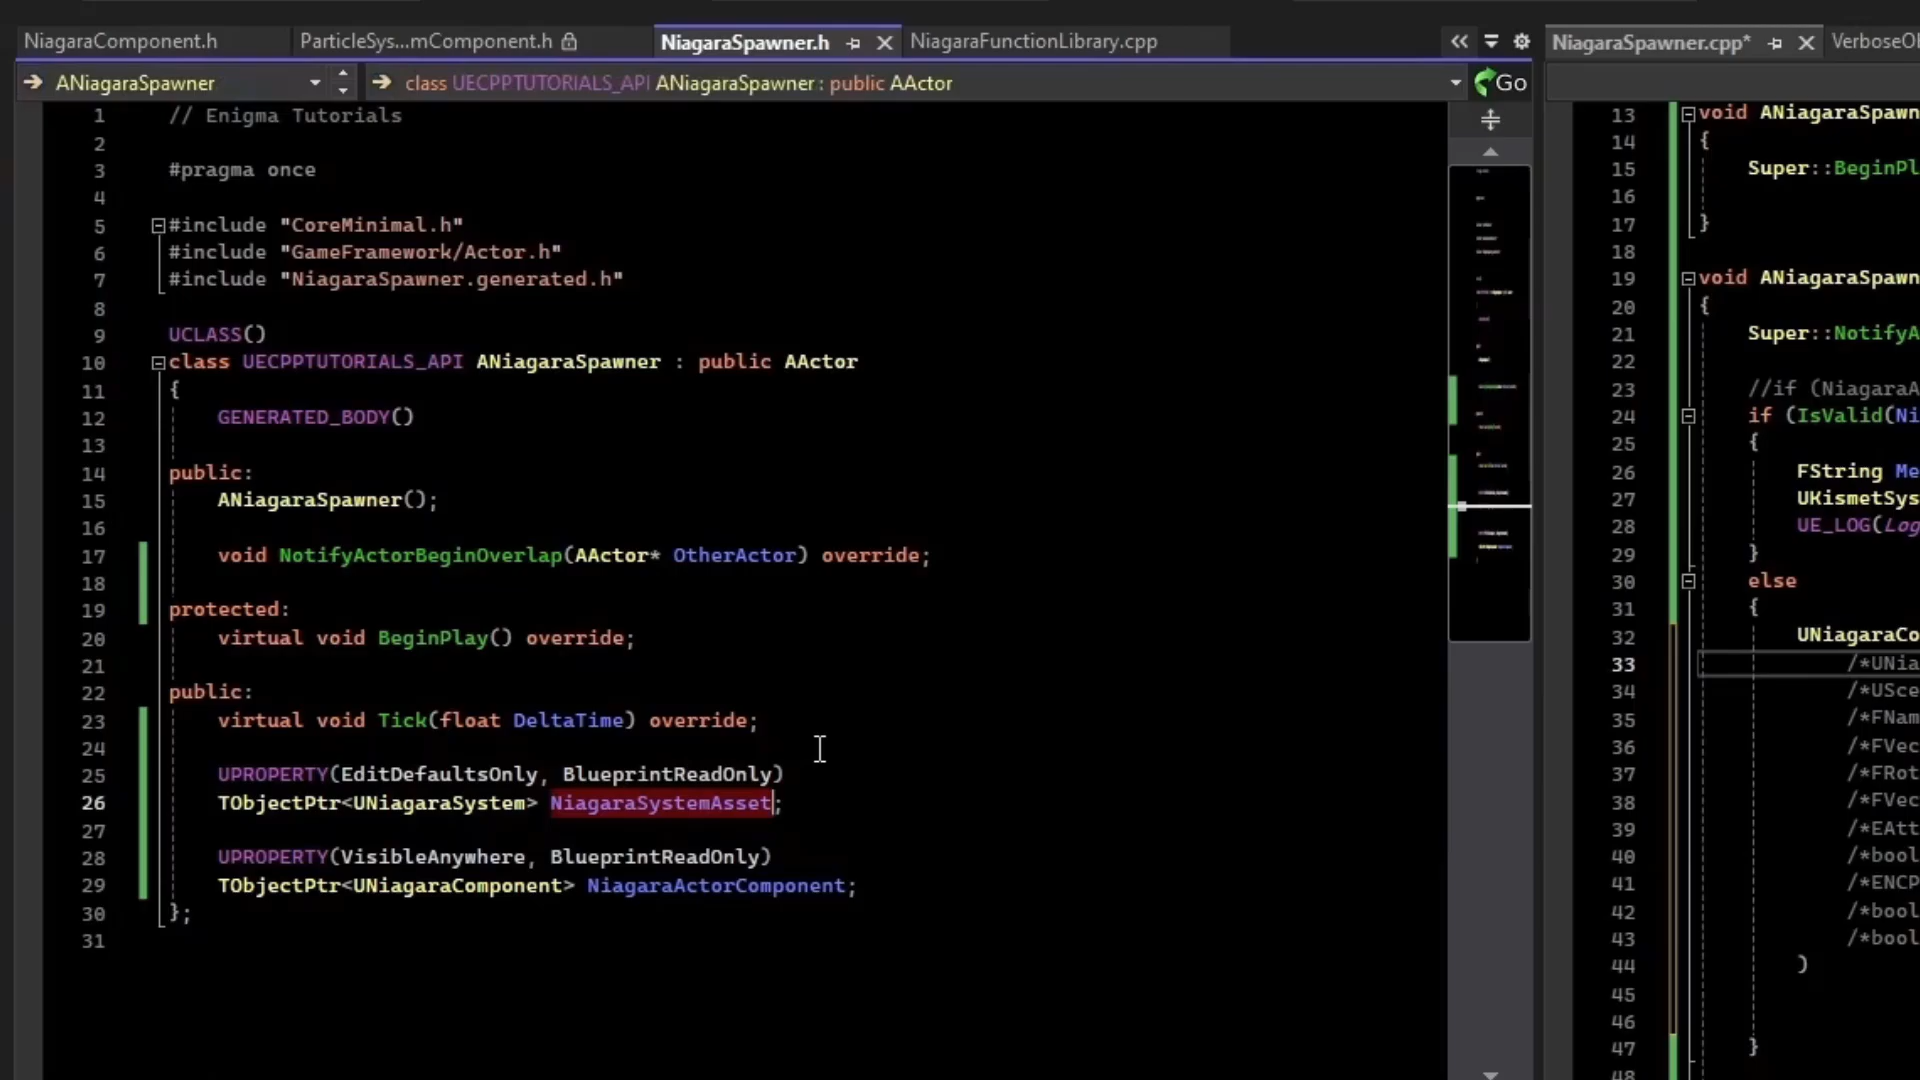 NiagaraComponent.h ParticleSys...mComponent.h NiagaraSpawner.h NiagaraFunctionLibrary.cpp NiagaraSpawner.cpp*
ANiagaraSpawner class UECPPTUTORIALS_API ANiagaraSpawner : public AActor Go
1 // Enigma Tutorials
2
3 #pragma once
4
5 #include "CoreMinimal.h"
6 #include "GameFramework/Actor.h"
7 #include "NiagaraSpawner.generated.h"
8
9 UCLASS()
10 class UECPPTUTORIALS_API ANiagaraSpawner : public AActor
11 {
12 GENERATED_BODY()
13
14 public:
15 ANiagaraSpawner();
16
17 void NotifyActorBeginOverlap(AActor* OtherActor) override;
18
19 protected:
20 virtual void BeginPlay() override;
21
22 public:
23 virtual void Tick(float DeltaTime) override;
24
25 UPROPERTY(EditDefaultsOnly, BlueprintReadOnly)
26 TObjectPtr<UNiagaraSystem> NiagaraSystemAsset;
27
28 UPROPERTY(VisibleAnywhere, BlueprintReadOnly)
29 TObjectPtr<UNiagaraComponent> NiagaraActorComponent;
30 };
31
13 void ANiagaraSpawn
14 {
15 Super::BeginPl
16
17 }
18
19 void ANiagaraSpawn
20 {
21 Super::NotifyA
22
23 //if (NiagaraA
24 if (IsValid(Ni
25 {
26 FString Me
27 UKismetSys
28 UE_LOG(Log
29 }
30 else
31 {
32 UNiagaraCo
33 /*UNia
34 /*USce
35 /*FNam
36 /*FVec
37 /*FRot
38 /*FVec
39 /*EAtt
40 /*bool
41 /*ENCP
42 /*bool
43 /*bool
44 )
45
46
47 }
48